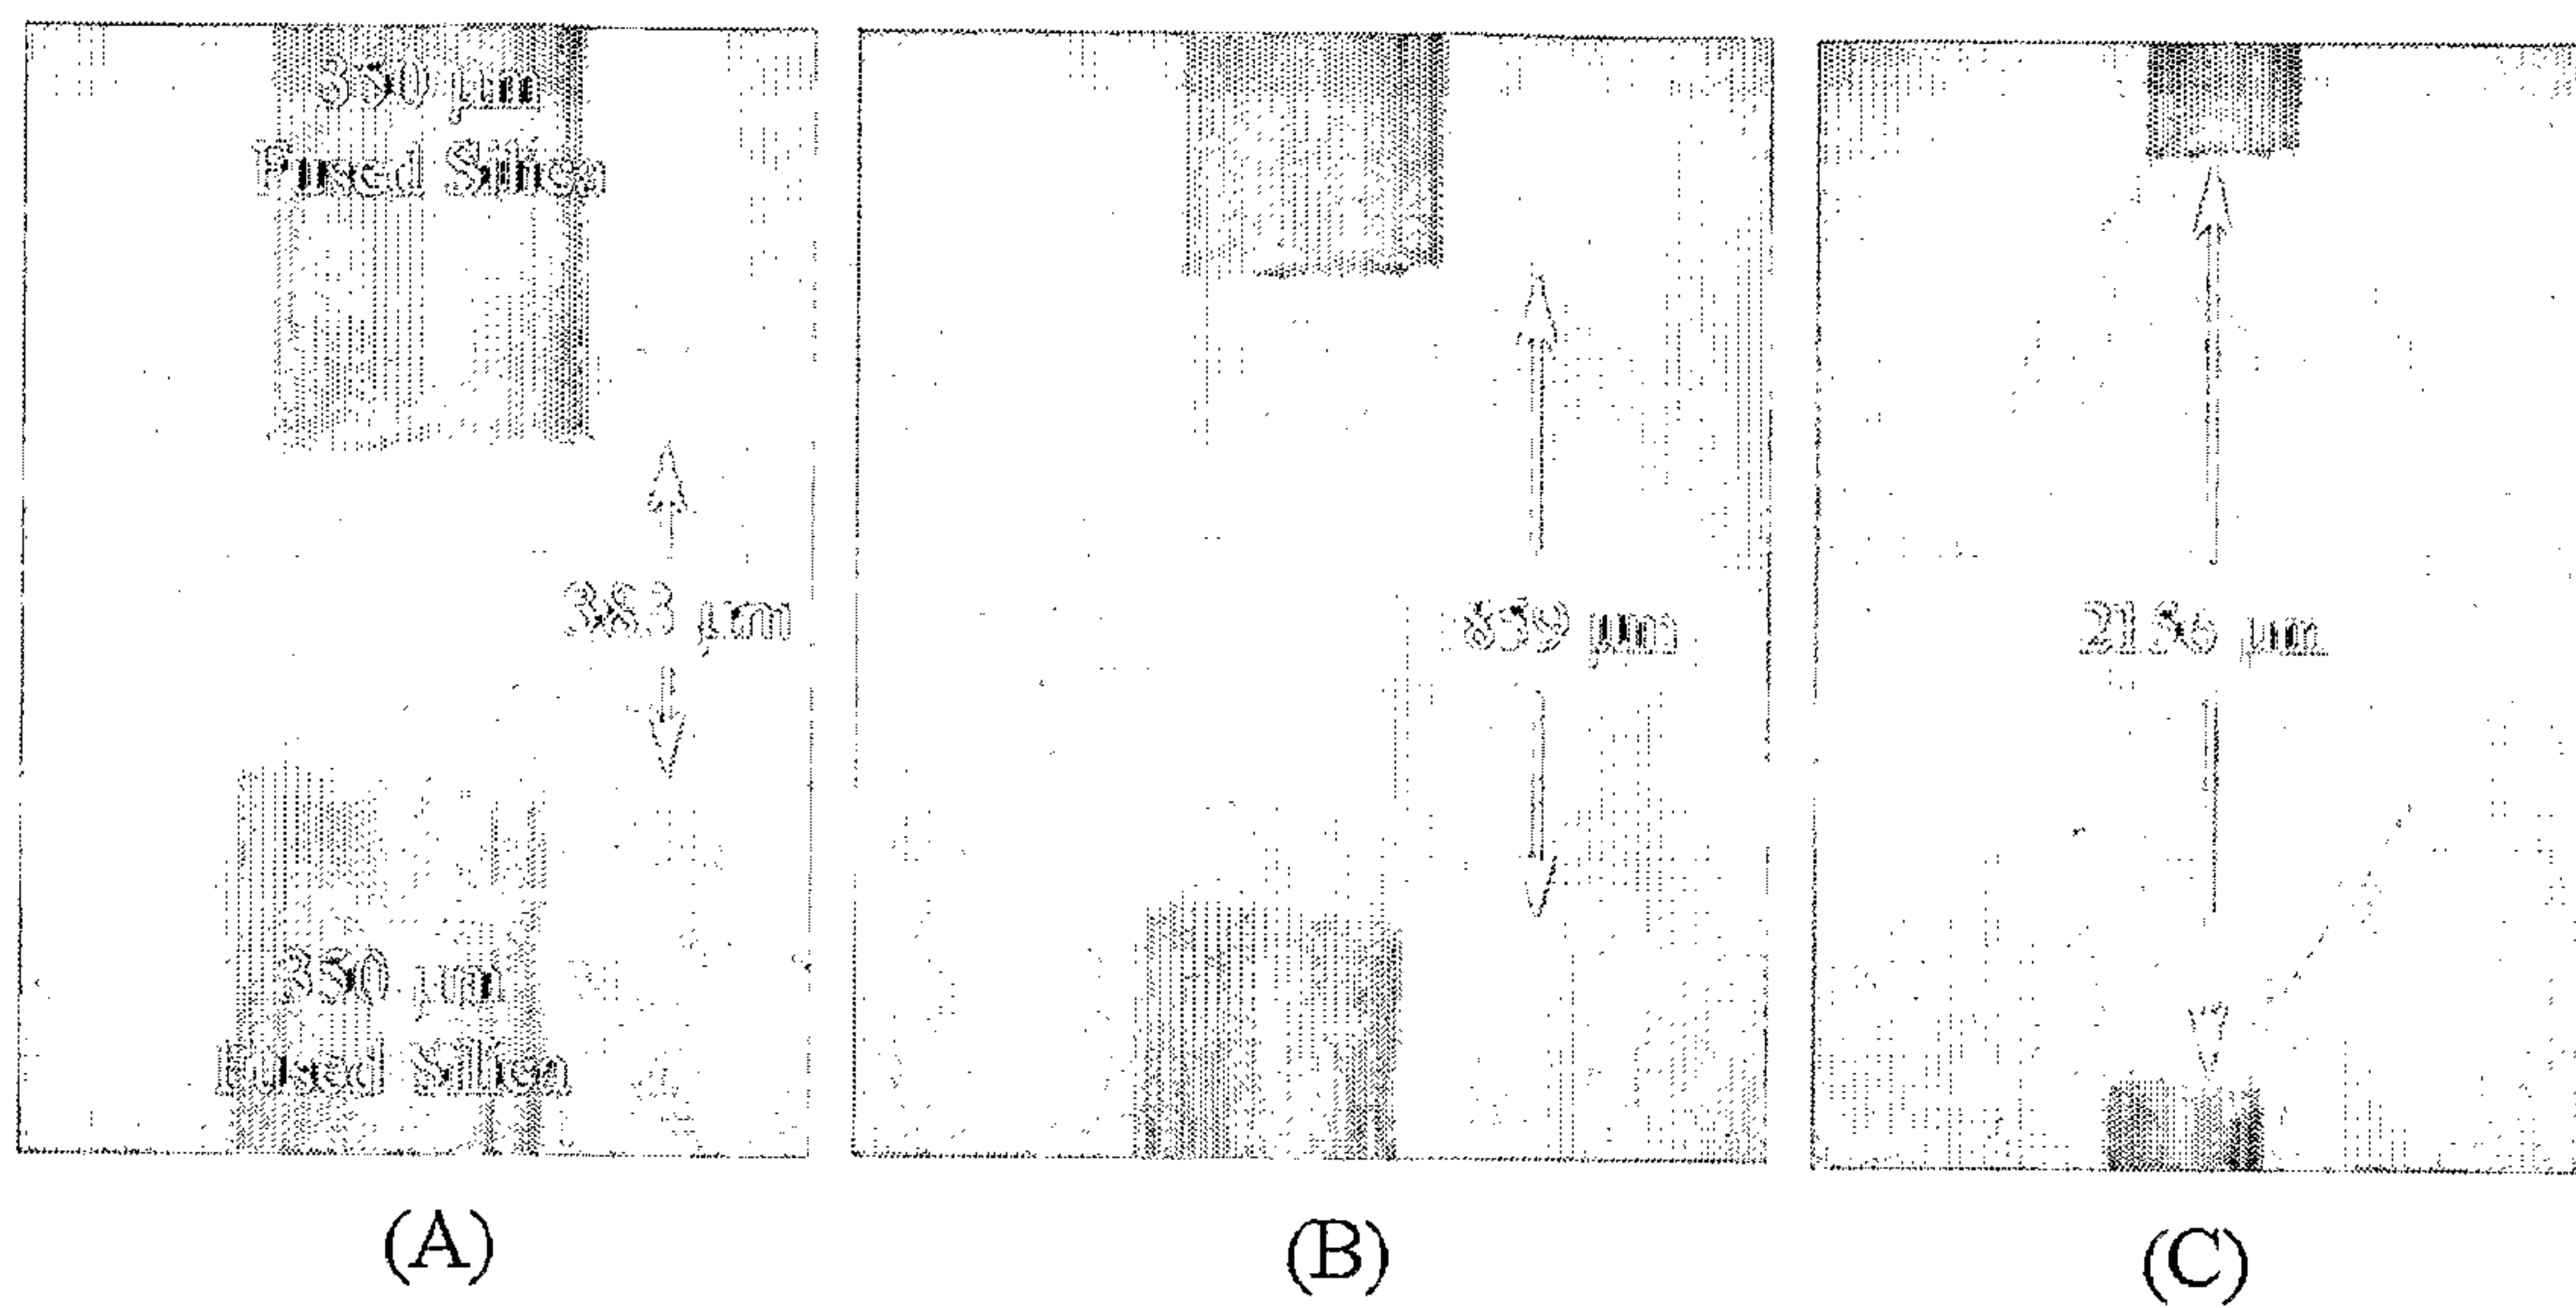 350 µm
Fused Silica
383 µm
350 µm
Fused Silica
859 µm
2156 µm
(A)
(B)
(C)